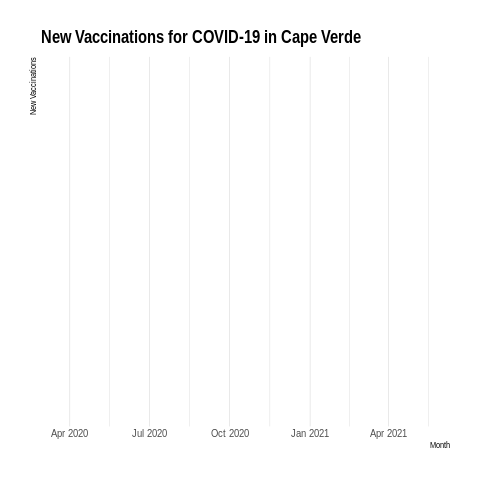 New Vaccinations for COVID-19 in Cape Verde
New Vaccinations
Apr 2020 Jul 2020 Oct 2020 Jan 2021 Apr 2021
Month